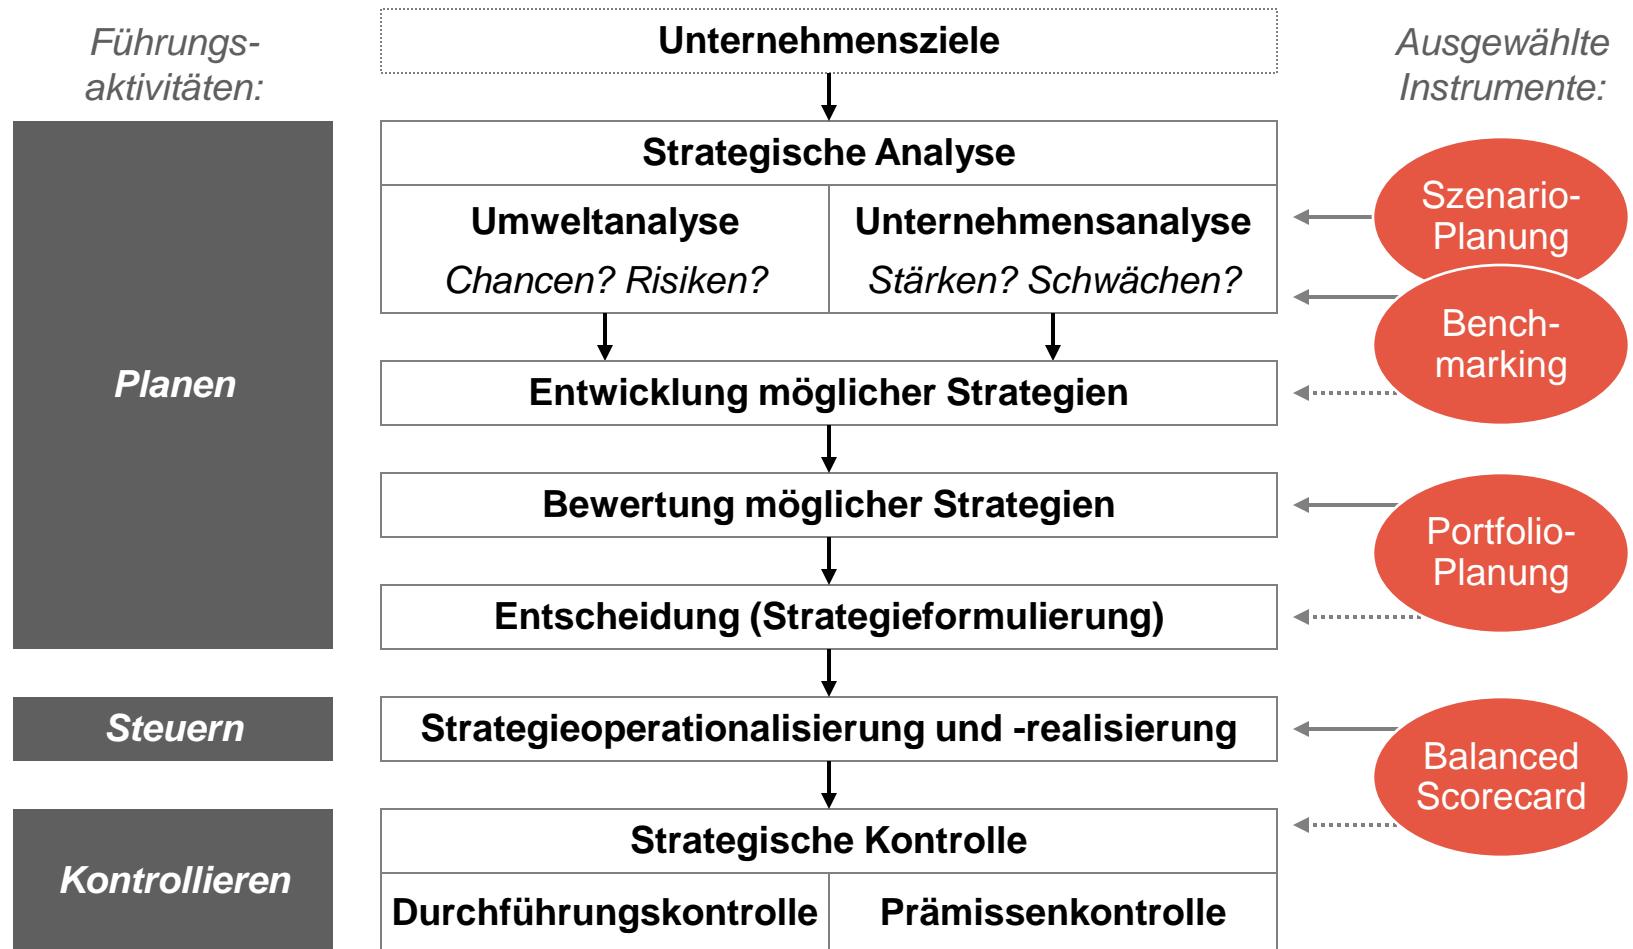 Führungs-
aktivitäten:
Unternehmensziele
Ausgewählte
Instrumente:
Planen
Strategische Analyse
Umweltanalyse
Chancen? Risiken?
Unternehmensanalyse
Stärken? Schwächen?
Szenario-
Planung
Bench-
marking
Entwicklung möglicher Strategien
Bewertung möglicher Strategien
Portfolio-
Planung
Entscheidung (Strategieformulierung)
Steuern
Strategieoperationalisierung und -realisierung
Balanced
Scorecard
Kontrollieren
Strategische Kontrolle
Durchführungskontrolle
Prämissenkontrolle